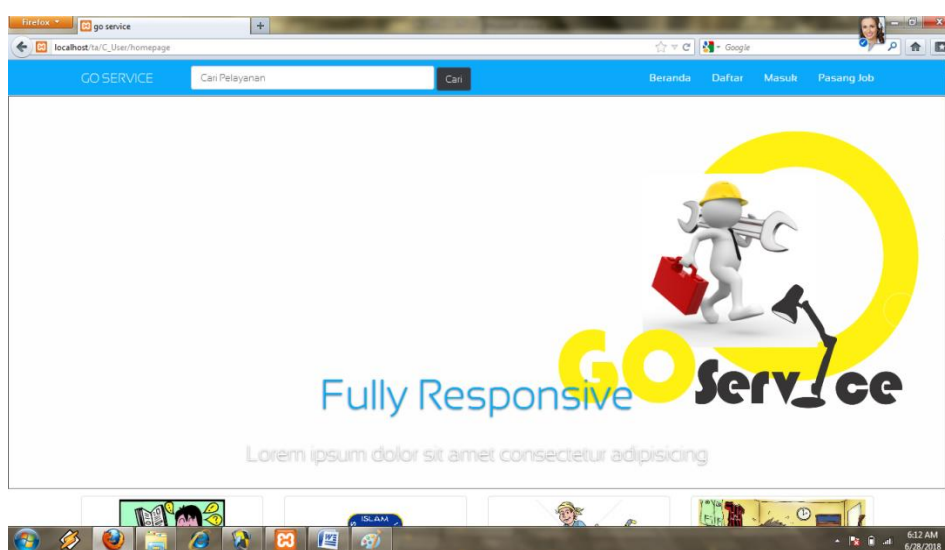 Firefox
go service
localhost/ta/C_User/homepage
Google
GO SERVICE
Cari Pelayanan
Cari
Beranda Daftar Masuk Pasang Job
GO Service
Fully Responsive
Lorem ipsum dolor sit amet consectetur adipisicing
ISLAM
6:12 AM
6/28/2018